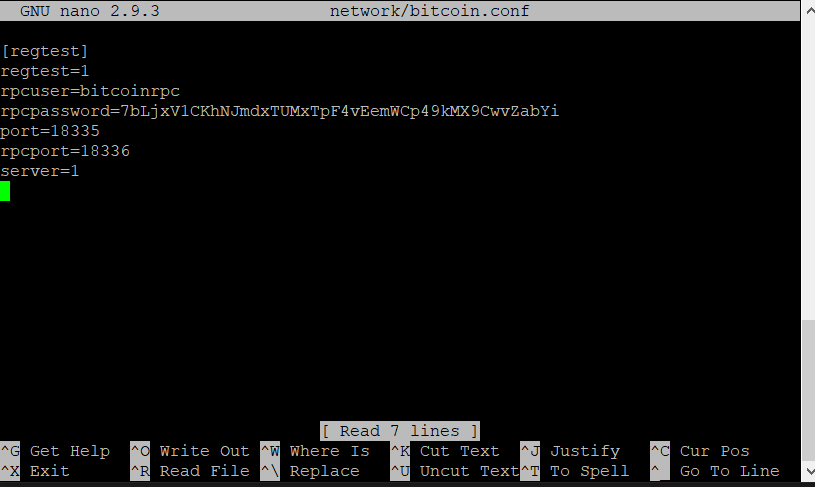 GNU nano 2.9.3 network/bitcoin.conf
[regtest]
regtest=1
rpcuser=bitcoinrpc
rpcpassword=7bLjxV1CKhNJmdxTUMxTpF4vEemWCp49kMX9CwvZabYi
port=18335
rpcport=18336
server=1
[ Read 7 lines ]
^G Get Help ^O Write Out ^W Where Is ^K Cut Text ^J Justify ^C Cur Pos
^X Exit ^R Read File ^\ Replace ^U Uncut Text ^T To Spell ^_ Go To Line